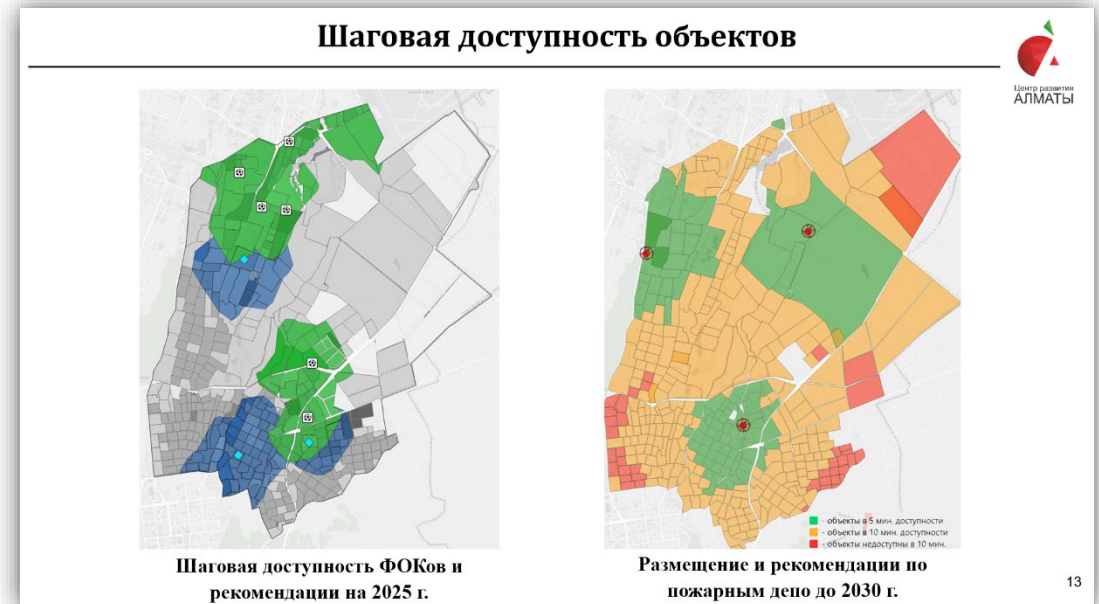 Шаговая доступность объектов
Центр развития
АЛМАТЫ
- объекты в 5 мин. доступности
- объекты в 10 мин. доступности
- объекты недоступны в 10 мин.
Шаговая доступность ФОКов и
рекомендации на 2025 г.
Размещение и рекомендации по
пожарным депо до 2030 г.
13